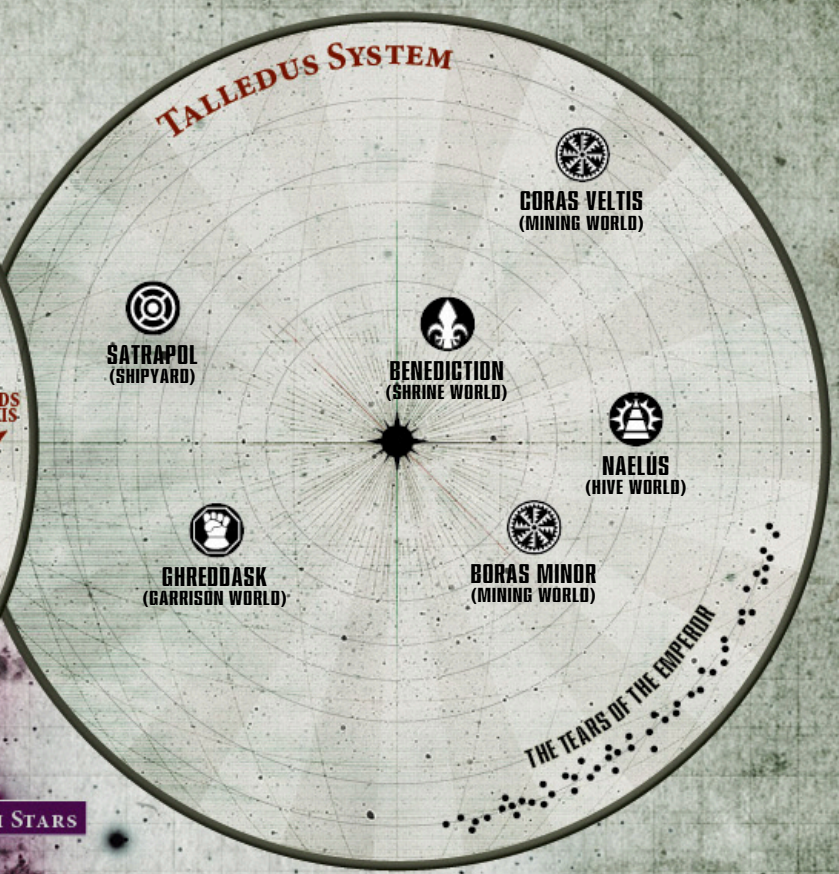 TALLEDUS SYSTEM
CORAS VELTIS
(MINING WORLD)
SATRAPOL
(SHIPYARD)
BENEDICTION
(SHRINE WORLD)
NAELUS
(HIVE WORLD)
GHREDDASK
(GARRISON WORLD)
BORAS MINOR
(MINING WORLD)
THE TEARS OF THE EMPEROR
STARS